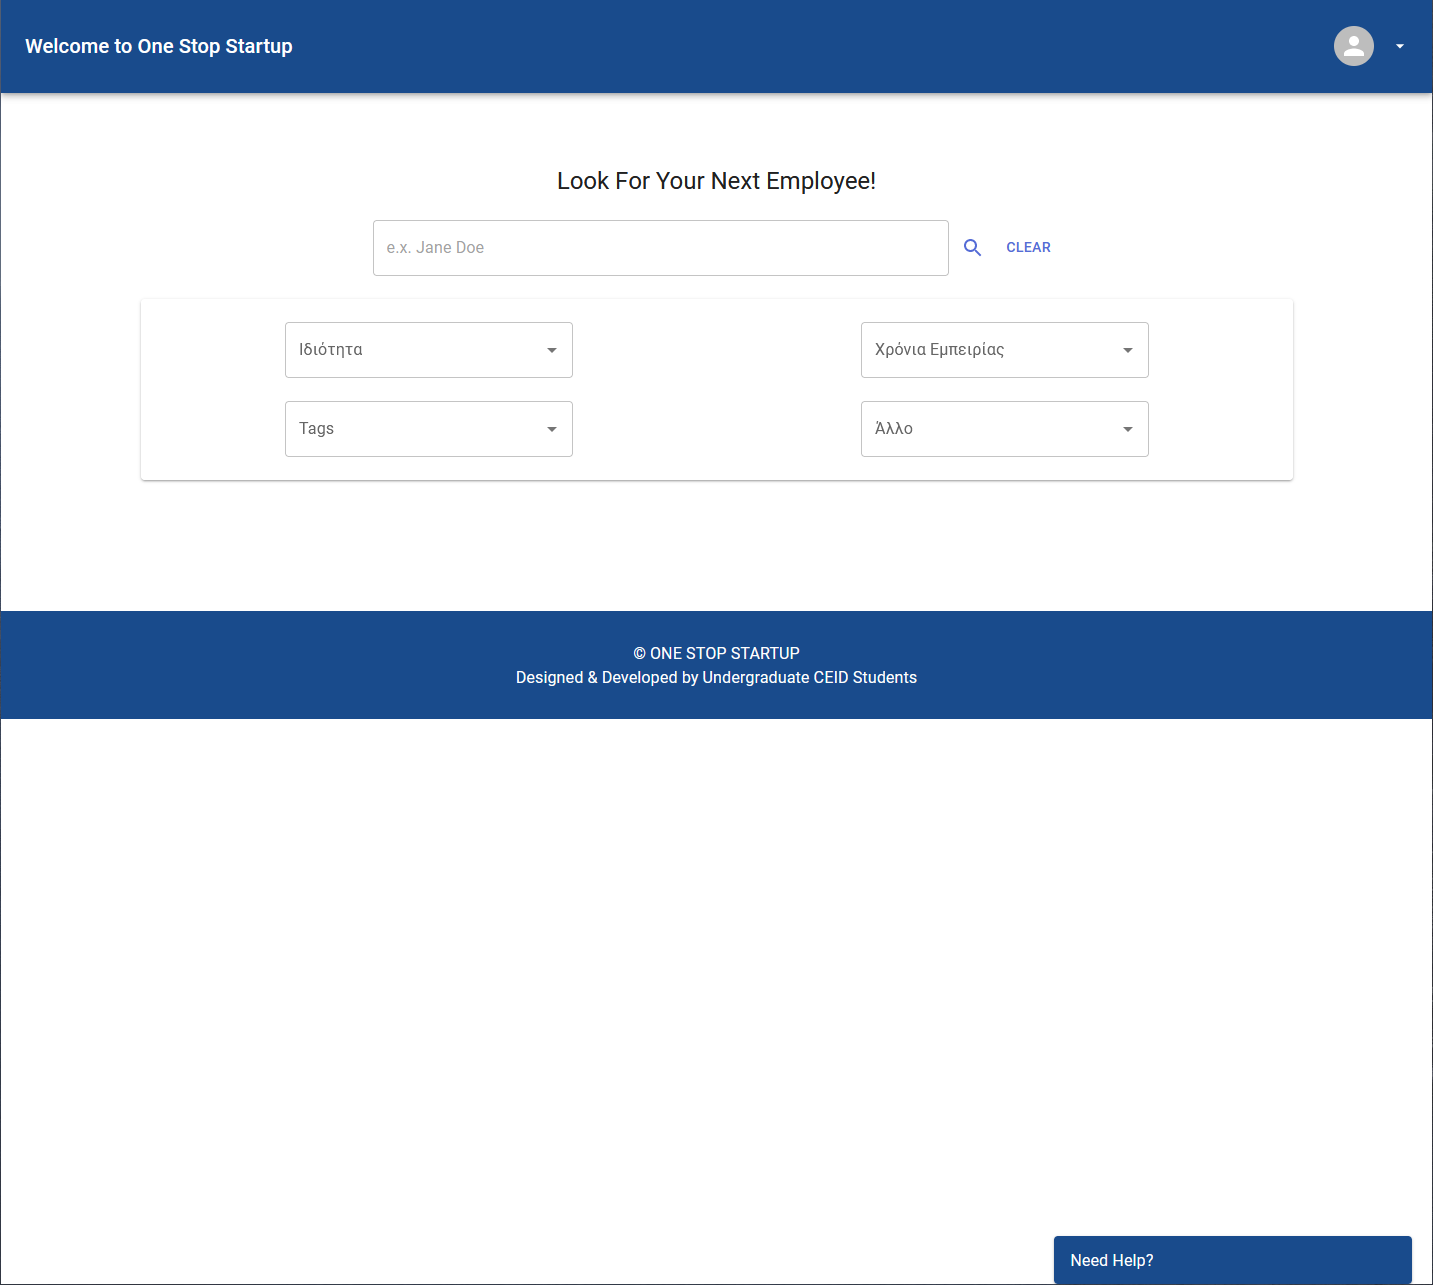 Welcome to One Stop Startup
Look For Your Next Employee!
e.x. Jane Doe
CLEAR
Ιδιότητα
Χρόνια Εμπειρίας
Tags
Άλλο
© ONE STOP STARTUP
Designed & Developed by Undergraduate CEID Students
Need Help?